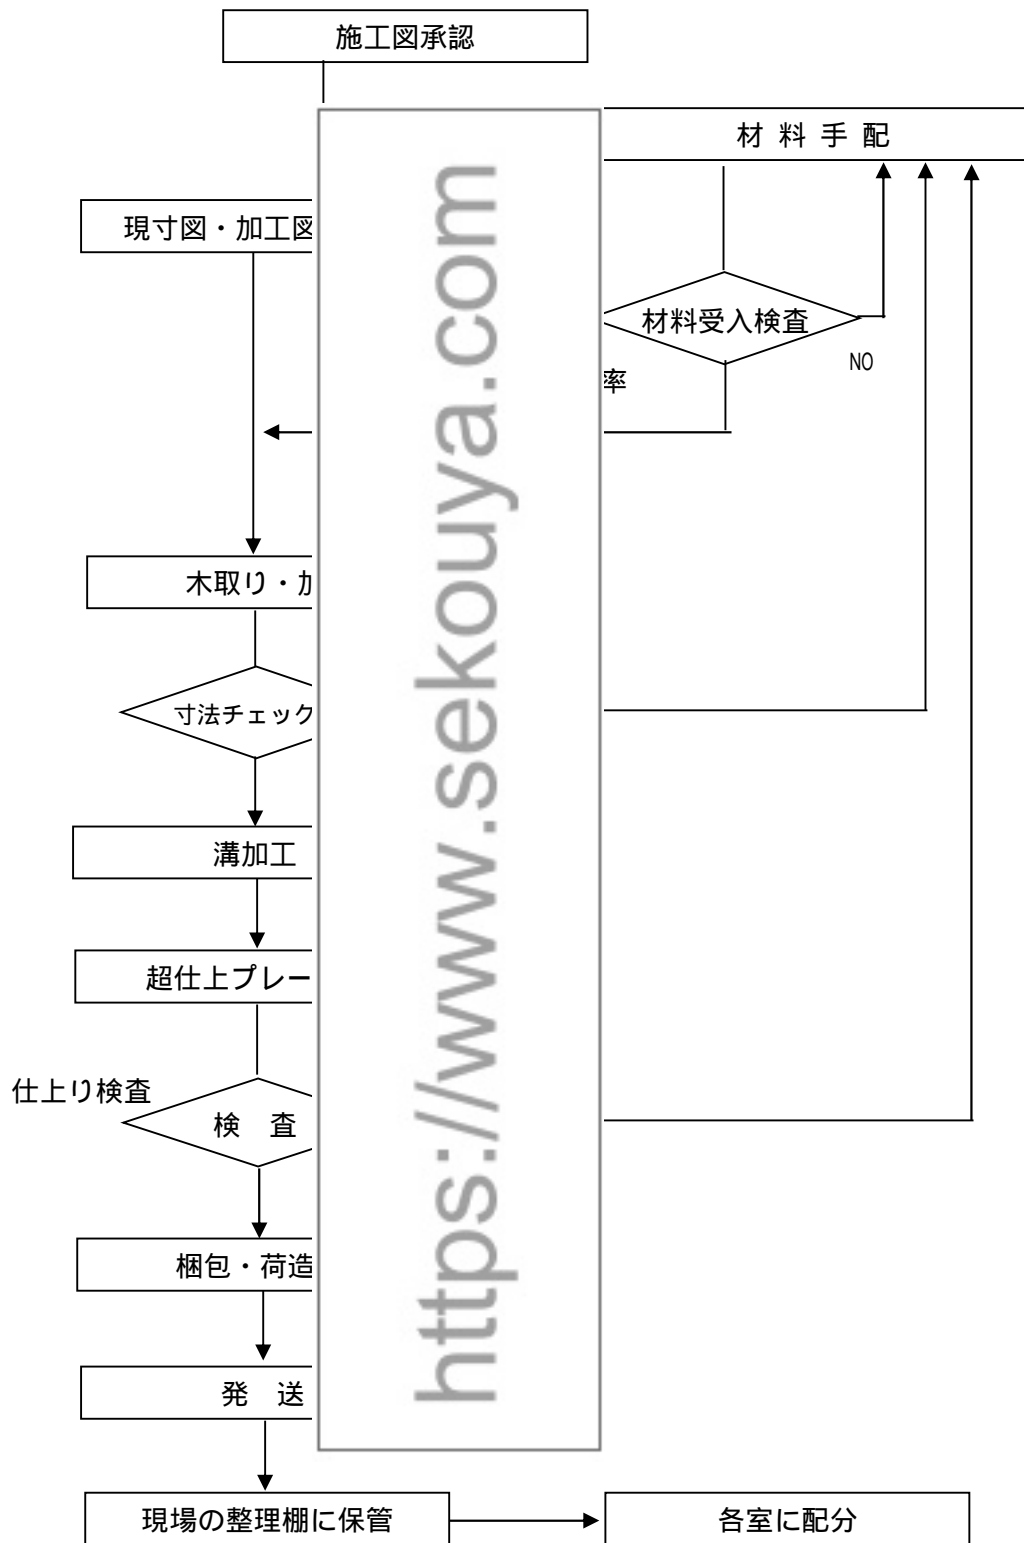 施工図承認
材 料 手 配
現寸図・加工図
材料受入検査
NO
率
木取り・加
寸法チェック
溝加工
超仕上プレー
仕上り検査
検　査
梱包・荷造
発　送
現場の整理棚に保管
各室に配分
https://www.sekouya.com